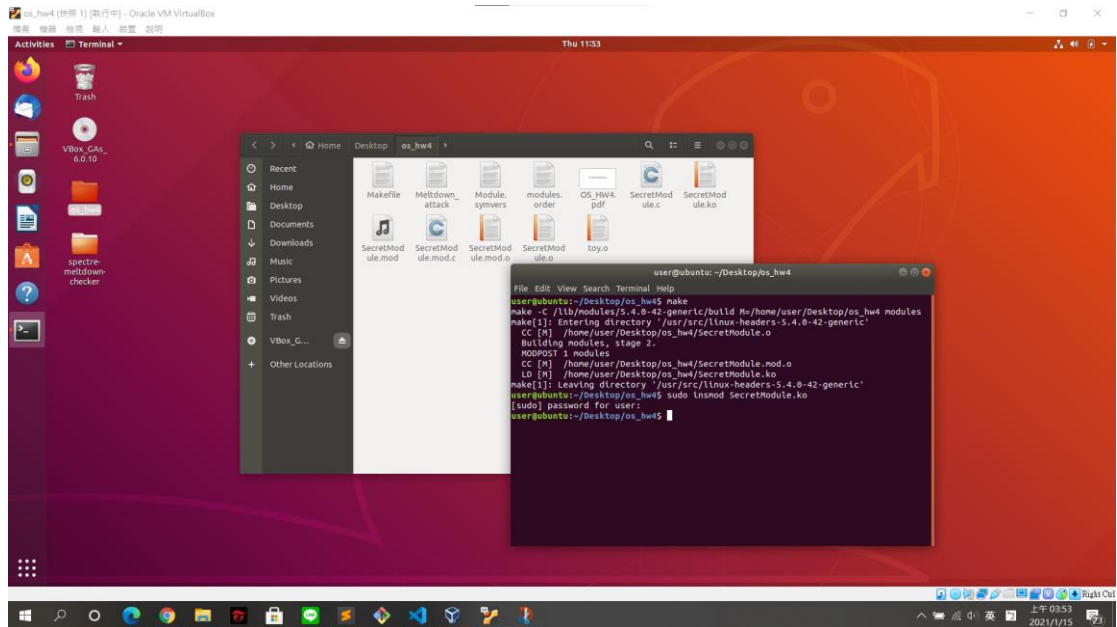 os_hw4 (快照 1) [執行中] - Oracle VM VirtualBox
檔案 機器 檢視 輸入 裝置 說明
Activities Terminal Thu 11:53
Trash
VBox_GAs_
6.0.10
os_hw4
spectre-
meltdown-
checker
Home Desktop os_hw4
Recent
Home
Desktop
Documents
Downloads
Music
Pictures
Videos
Trash
VBox_G...
Other Locations
Makefile
Meltdown_
attack
Module.
symvers
modules.
order
OS_HW4.
pdf
SecretMod
ule.c
SecretMod
ule.ko
SecretMod
ule.mod
SecretMod
ule.mod.c
SecretMod
ule.mod.o
SecretMod
ule.o
toy.o
user@ubuntu: ~/Desktop/os_hw4
File Edit View Search Terminal Help
user@ubuntu:~/Desktop/os_hw4$ make
make -C /lib/modules/5.4.0-42-generic/build M=/home/user/Desktop/os_hw4 modules
make[1]: Entering directory '/usr/src/linux-headers-5.4.0-42-generic'
CC [M] /home/user/Desktop/os_hw4/SecretModule.o
Building modules, stage 2.
MODPOST 1 modules
CC [M] /home/user/Desktop/os_hw4/SecretModule.mod.o
LD [M] /home/user/Desktop/os_hw4/SecretModule.ko
make[1]: Leaving directory '/usr/src/linux-headers-5.4.0-42-generic'
user@ubuntu:~/Desktop/os_hw4$ sudo insmod SecretModule.ko
[sudo] password for user:
user@ubuntu:~/Desktop/os_hw4$
Right Ctrl
英
上午 03:53
2021/1/15
23